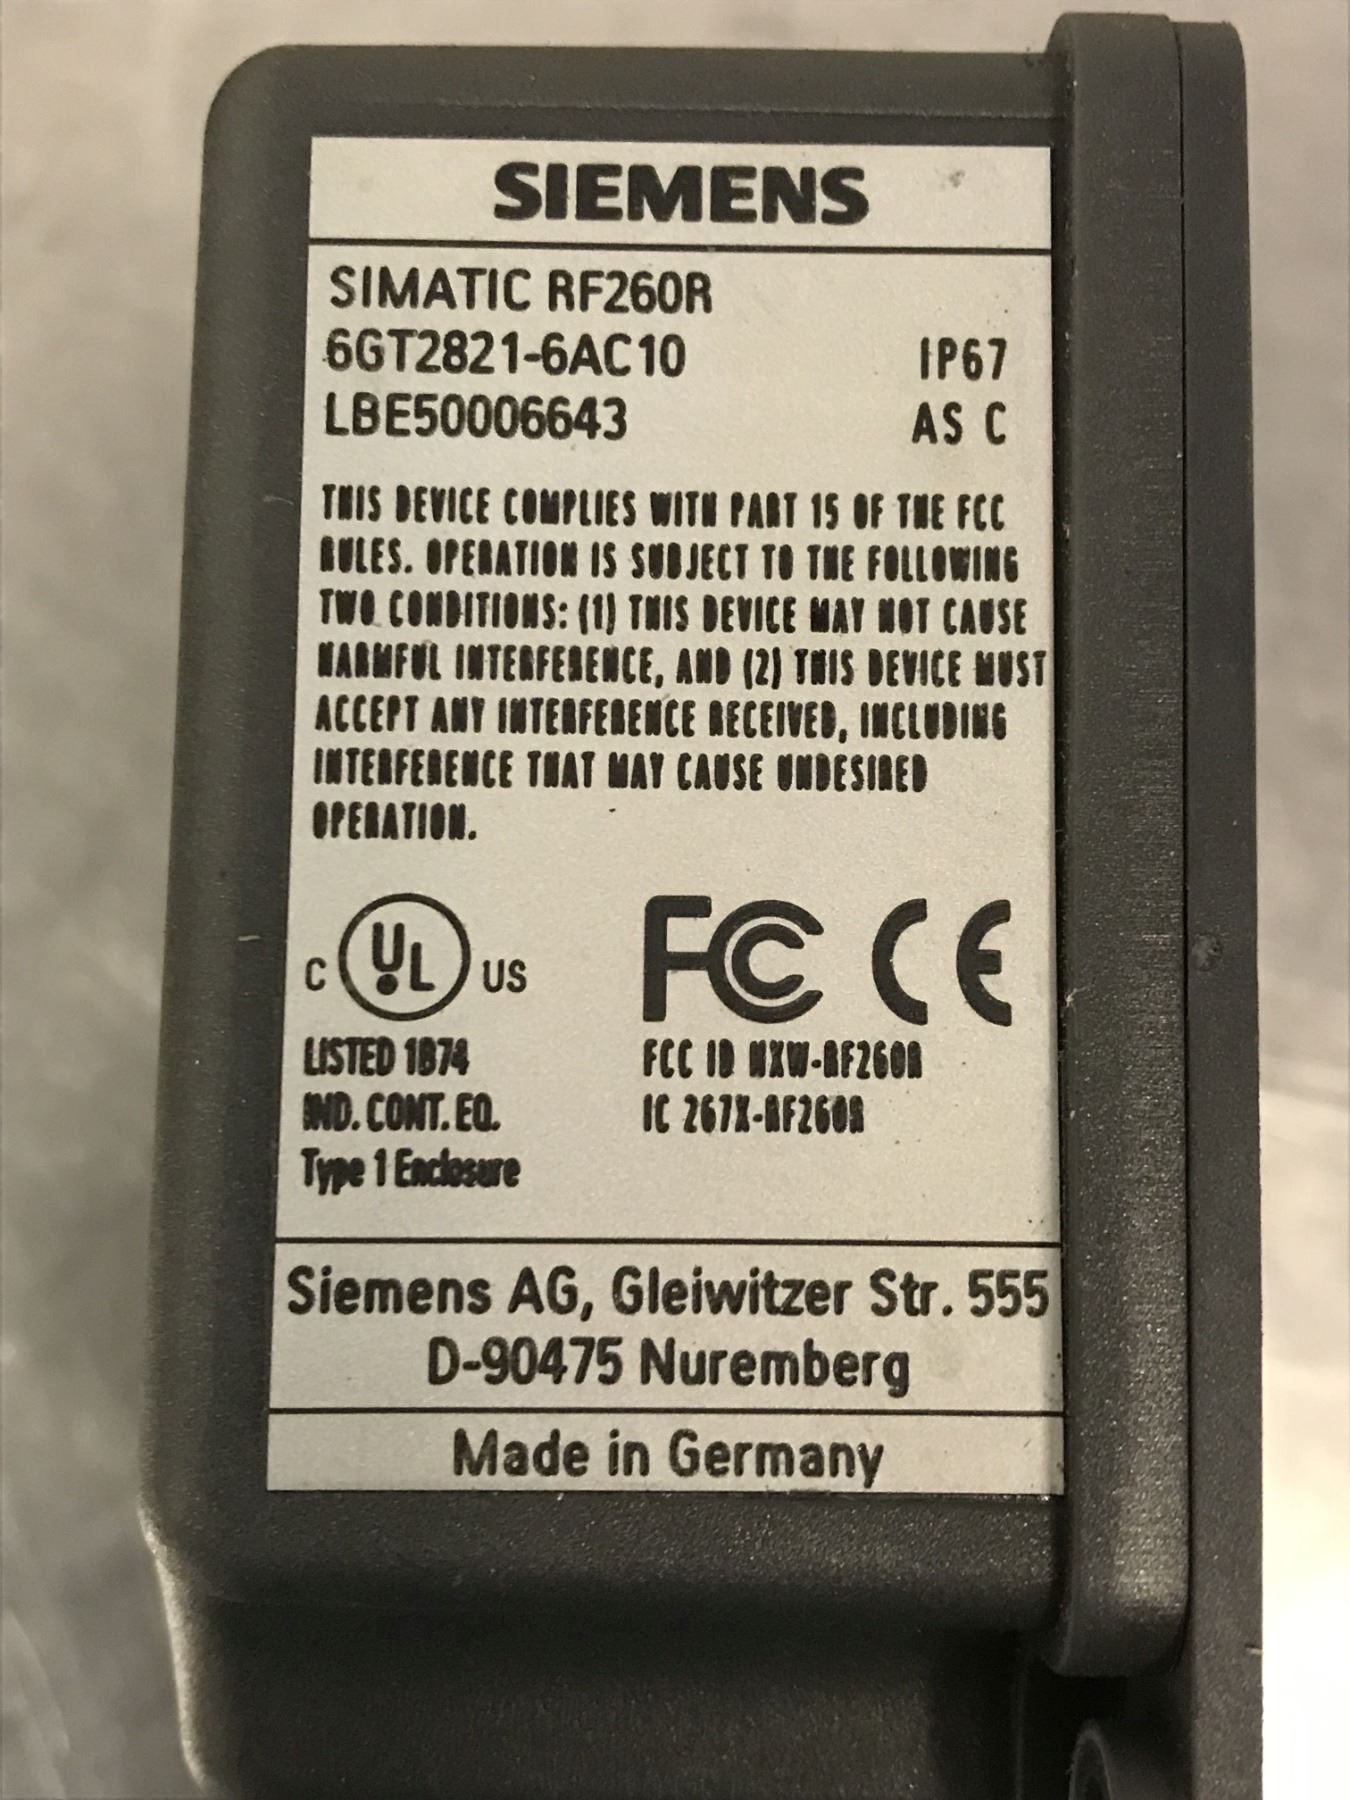 SIEMENS
SIMATIC RF260R
6GT2821-6AC10 IP67
LBE50006643 AS C
THIS DEVICE COMPLIES WITH PART 15 OF THE FCC
RULES. OPERATION IS SUBJECT TO THE FOLLOWING
TWO CONDITIONS: (1) THIS DEVICE MAY NOT CAUSE
HARMFUL INTERFERENCE, AND (2) THIS DEVICE MUST
ACCEPT ANY INTERFERENCE RECEIVED, INCLUDING
INTERFERENCE THAT MAY CAUSE UNDESIRED
OPERATION.
C UL US FC CE
LISTED 1B74 FCC ID NXW-RF260R
IND. CONT. EQ. IC 267X-RF260R
Type 1 Enclosure
Siemens AG, Gleiwitzer Str. 555
D-90475 Nuremberg
Made in Germany